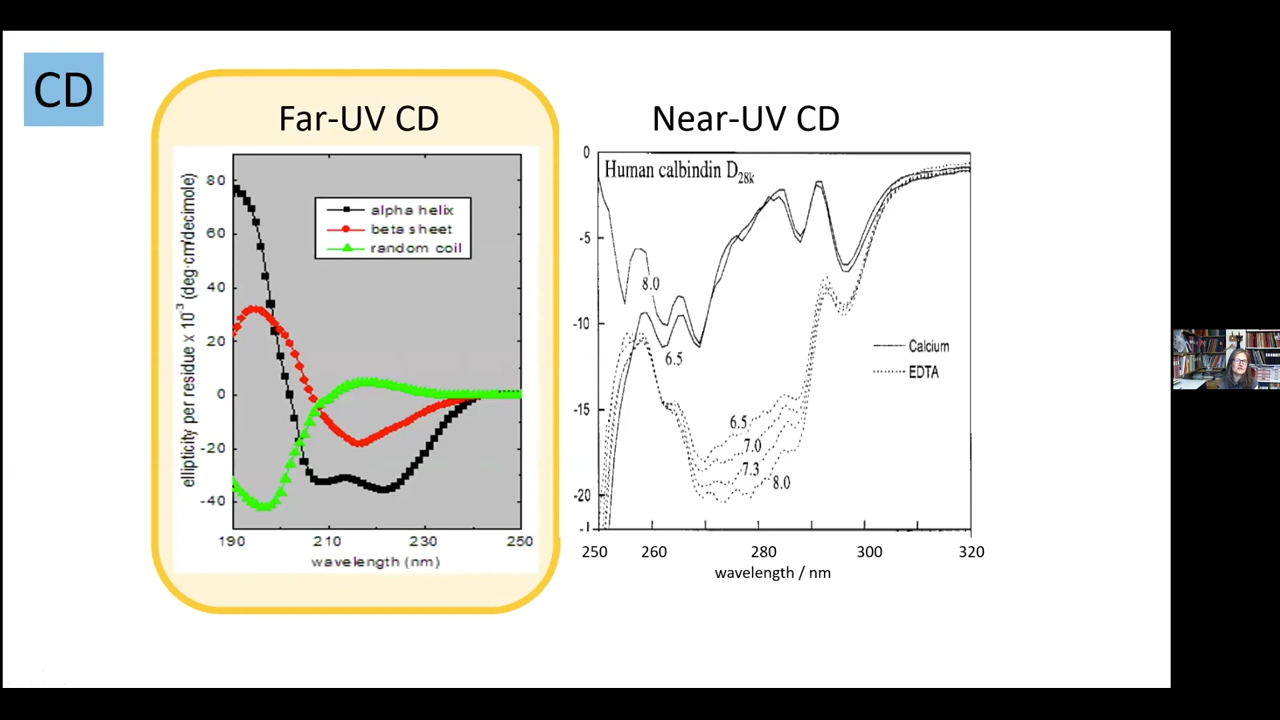 CD
Far-UV CD
80
60
40
20
0
-20
-40
190
210
230
250
wavelength (nm)
ellipticity per residue x 10⁻³ (deg·cm/decimole)
alpha helix
beta sheet
random coil
Near-UV CD
Human calbindin D28k
0
-5
-10
-15
-20
-1
8.0
6.5
Calcium
EDTA
6.5
7.0
7.3
8.0
250
260
280
300
320
wavelength / nm